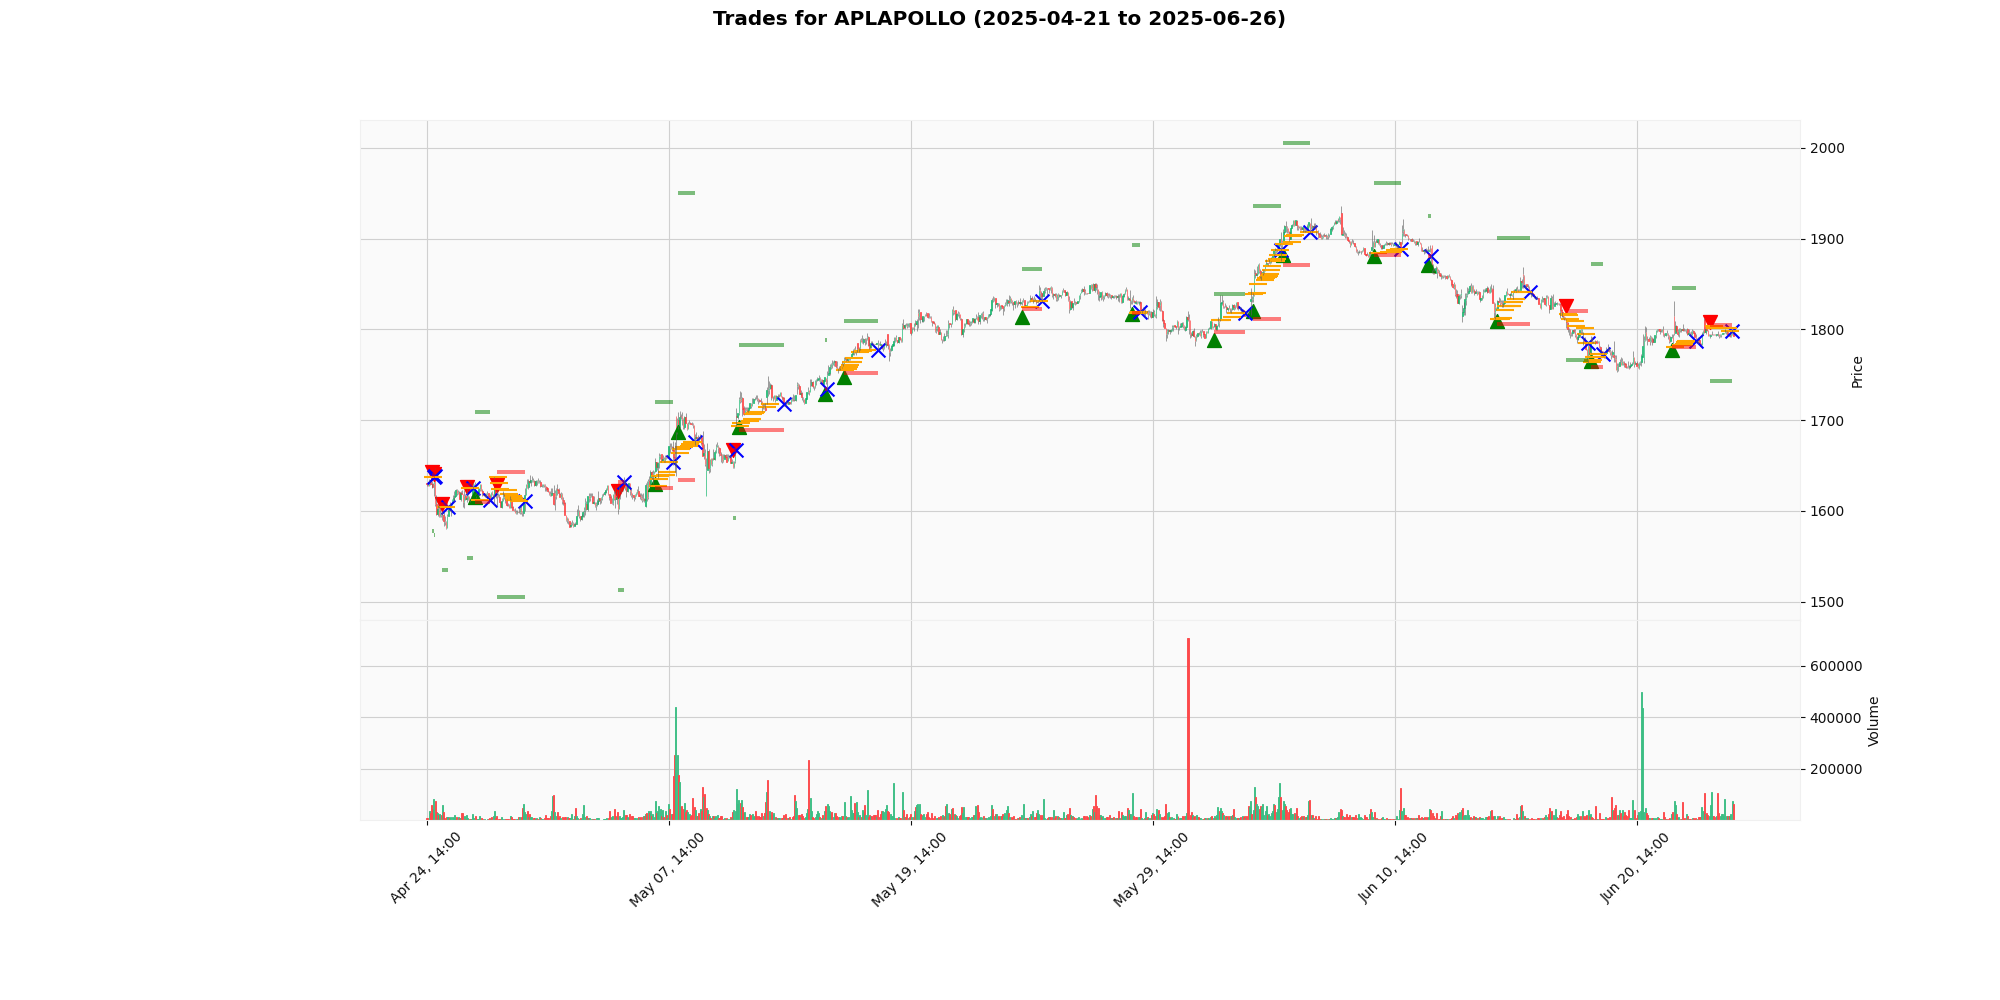 Trades for APLAPOLLO (2025-04-21 to 2025-06-26)
2000
1900
1800
1700
1600
1500
Price
600000
400000
200000
Volume
Apr 24, 14:00
May 07, 14:00
May 19, 14:00
May 29, 14:00
Jun 10, 14:00
Jun 20, 14:00